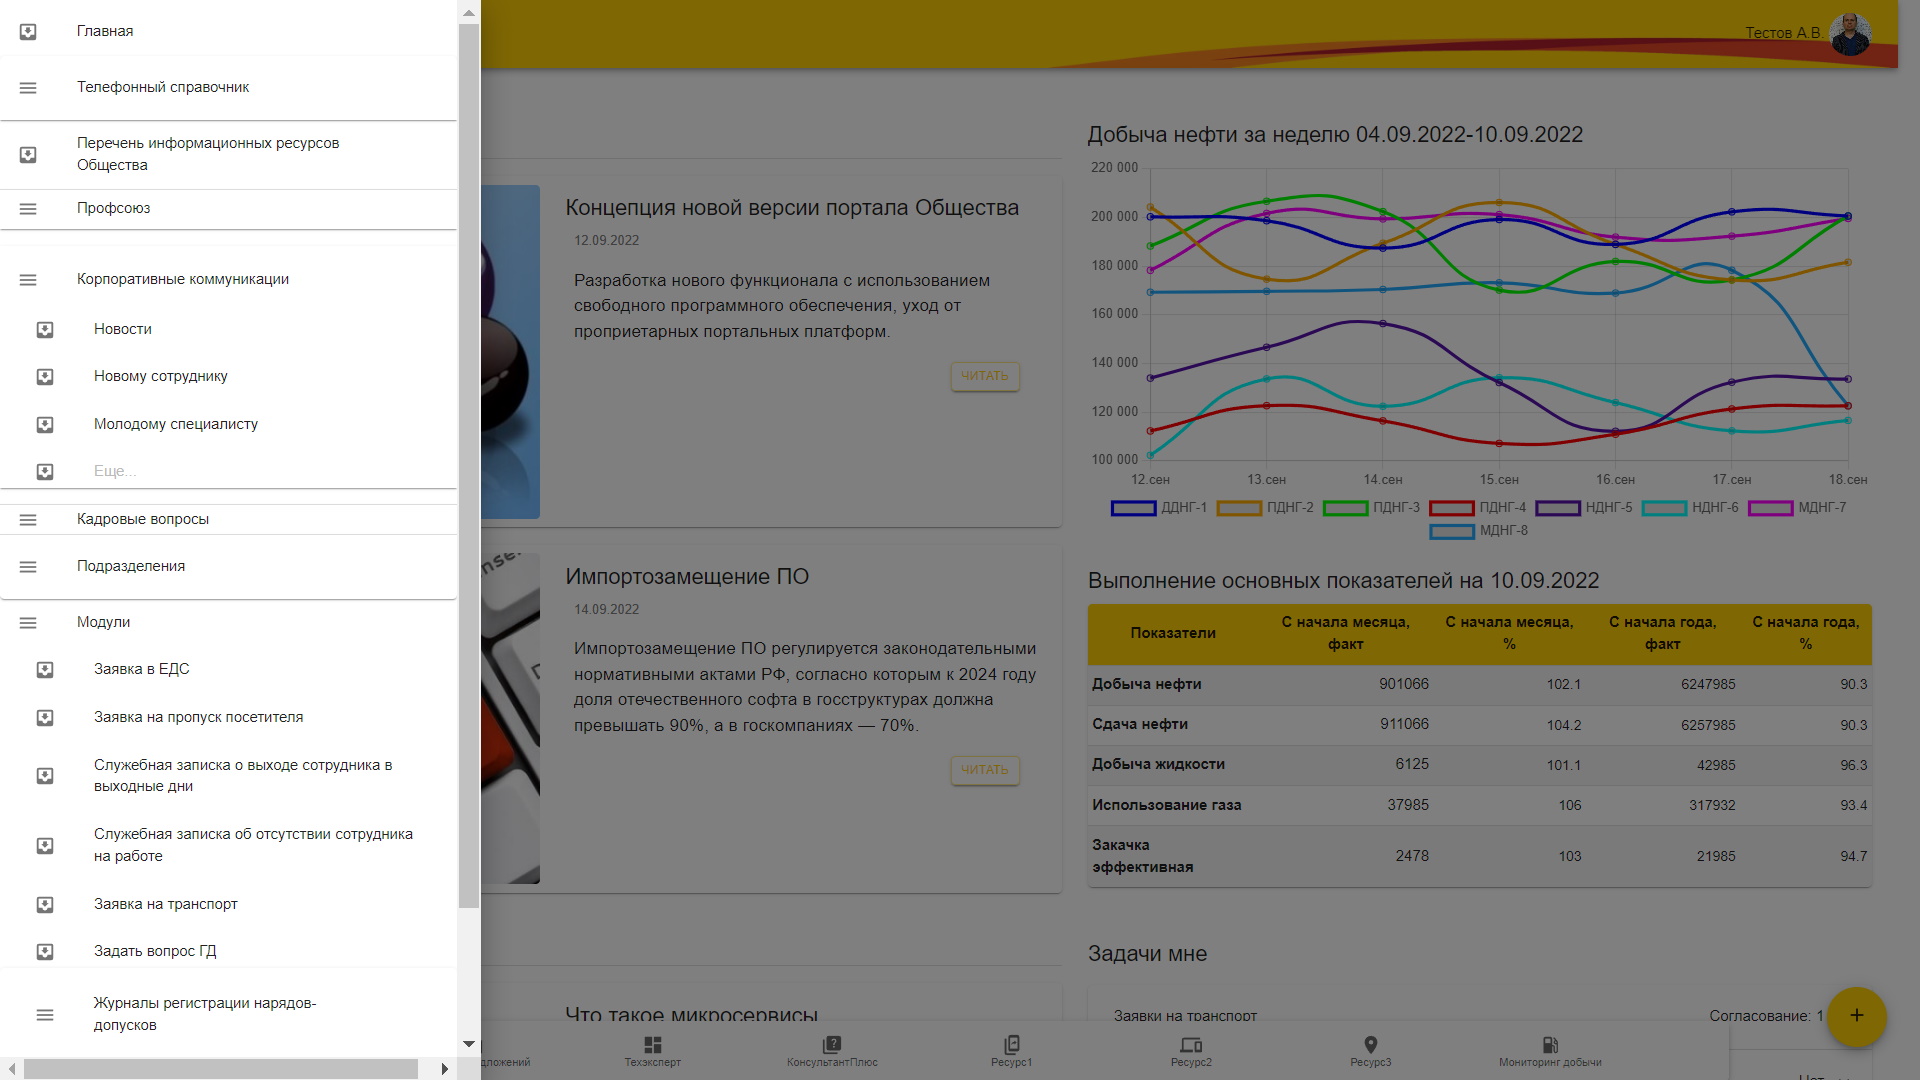 Главная
Телефонный справочник
Перечень информационных ресурсов
Общества
Профсоюз
Корпоративные коммуникации
Новости
Новому сотруднику
Молодому специалисту
Еще...
Кадровые вопросы
Подразделения
Модули
Заявка в ЕДС
Заявка на пропуск посетителя
Служебная записка о выходе сотрудника в
выходные дни
Служебная записка об отсутствии сотрудника
на работе
Заявка на транспорт
Задать вопрос ГД
Журналы регистрации нарядов-
допусков
Тестов А.В.
Концепция новой версии портала Общества
12.09.2022
Разработка нового функционала с использованием
свободного программного обеспечения, уход от
проприетарных портальных платформ.
ЧИТАТЬ
Импортозамещение ПО
14.09.2022
Импортозамещение ПО регулируется законодательными
нормативными актами РФ, согласно которым к 2024 году
доля отечественного софта в госструктурах должна
превышать 90%, а в госкомпаниях — 70%.
ЧИТАТЬ
Что такое микросервисы
Добыча нефти за неделю 04.09.2022-10.09.2022
220 000
200 000
180 000
160 000
140 000
120 000
100 000
12.сен 13.сен 14.сен 15.сен 16.сен 17.сен 18.сен
ДДНГ-1 ПДНГ-2 ПДНГ-3 ПДНГ-4 НДНГ-5 НДНГ-6 МДНГ-7
МДНГ-8
Выполнение основных показателей на 10.09.2022
Показатели С начала месяца, факт С начала месяца, % С начала года, факт С начала года, %
Добыча нефти 901066 102.1 6247985 90.3
Сдача нефти 911066 104.2 6257985 90.3
Добыча жидкости 6125 101.1 42985 96.3
Использование газа 37985 106 317932 93.4
Закачка эффективная 2478 103 21985 94.7
Задачи мне
Заявки на транспорт Согласование: 1
+
дложений Техэксперт КонсультантПлюс Ресурс1 Ресурс2 Ресурс3 Мониторинг добычи